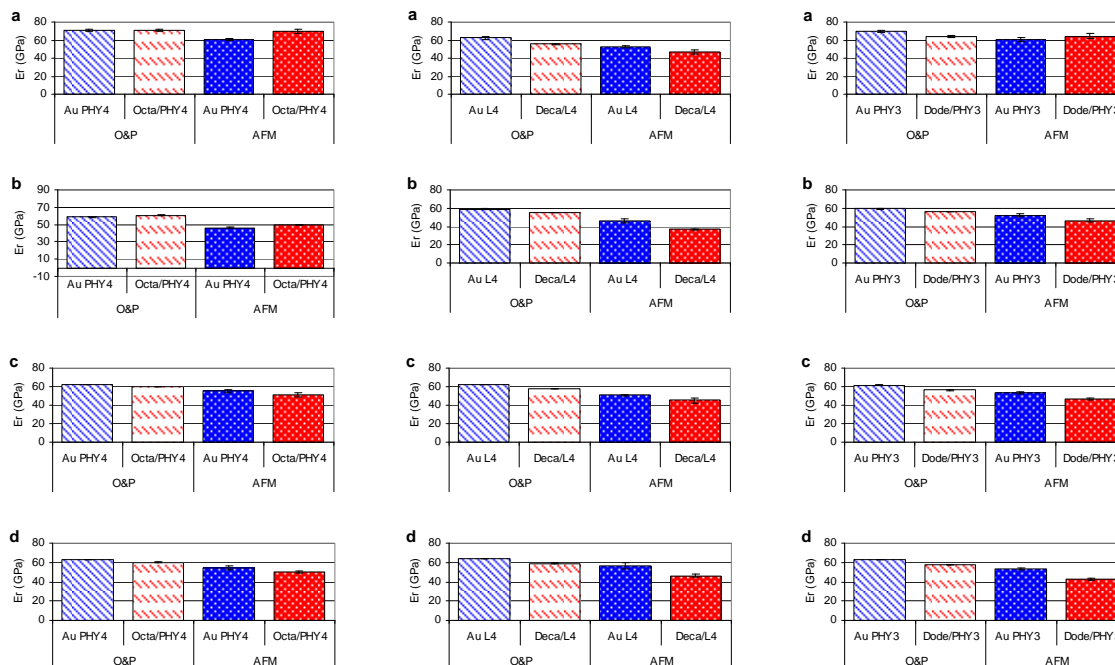 a
80
60
40
20
0
Er (GPa)
Au PHY4 Octa/PHY4 Au PHY4 Octa/PHY4
O&P AFM
a
80
60
40
20
0
Er (GPa)
Au L4 Deca/L4 Au L4 Deca/L4
O&P AFM
a
80
60
40
20
0
Er (GPa)
Au PHY3 Dode/PHY3 Au PHY3 Dode/PHY3
O&P AFM
b
90
70
50
30
10
-10
Er (GPa)
Au PHY4 Octa/PHY4 Au PHY4 Octa/PHY4
O&P AFM
b
80
60
40
20
0
Er (GPa)
Au L4 Deca/L4 Au L4 Deca/L4
O&P AFM
b
80
60
40
20
0
Er (GPa)
Au PHY3 Dode/PHY3 Au PHY3 Dode/PHY3
O&P AFM
c
80
60
40
20
0
Er (GPa)
Au PHY4 Octa/PHY4 Au PHY4 Octa/PHY4
O&P AFM
c
80
60
40
20
0
Er (GPa)
Au L4 Deca/L4 Au L4 Deca/L4
O&P AFM
c
80
60
40
20
0
Er (GPa)
Au PHY3 Dode/PHY3 Au PHY3 Dode/PHY3
O&P AFM
d
80
60
40
20
0
Er (GPa)
Au PHY4 Octa/PHY4 Au PHY4 Octa/PHY4
O&P AFM
d
80
60
40
20
0
Er (GPa)
Au L4 Deca/L4 Au L4 Deca/L4
O&P AFM
d
80
60
40
20
0
Er (GPa)
Au PHY3 Dode/PHY3 Au PHY3 Dode/PHY3
O&P AFM